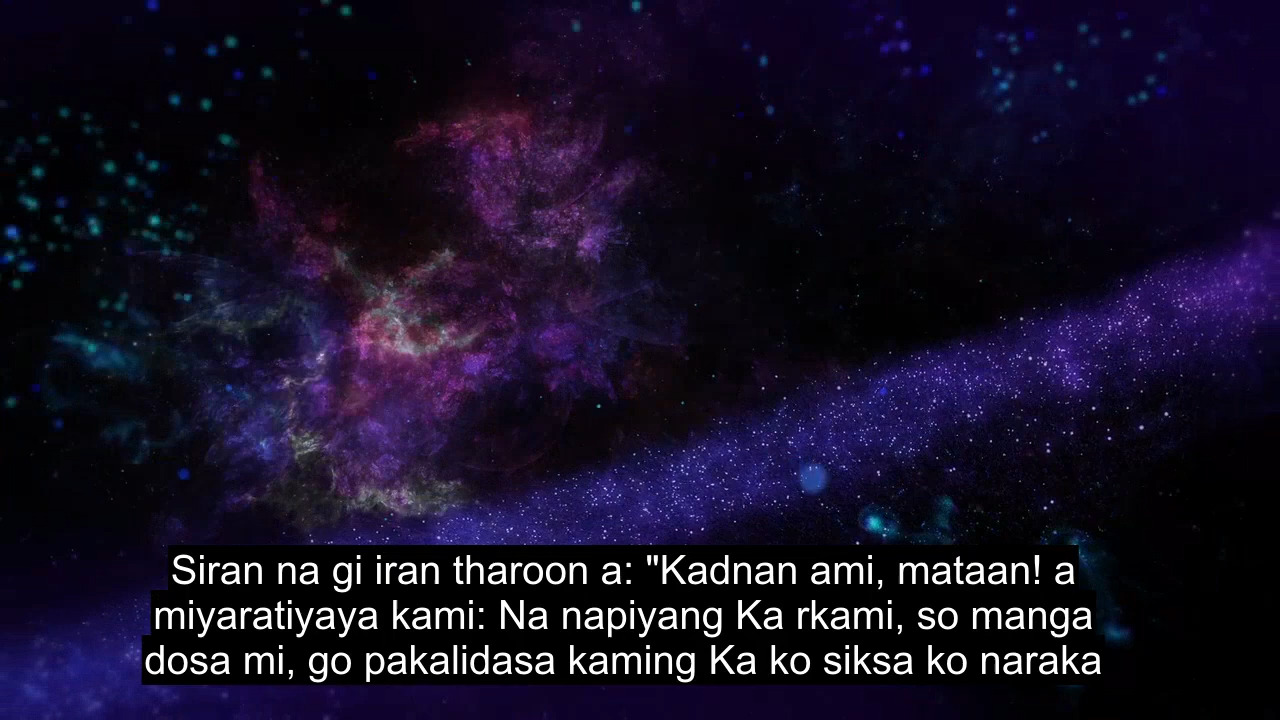 Siran na gi iran tharoon a: "Kadnan ami, mataan! a
miyaratiyaya kami: Na napiyang Ka rkami, so manga
dosa mi, go pakalidasa kaming Ka ko siksa ko naraka